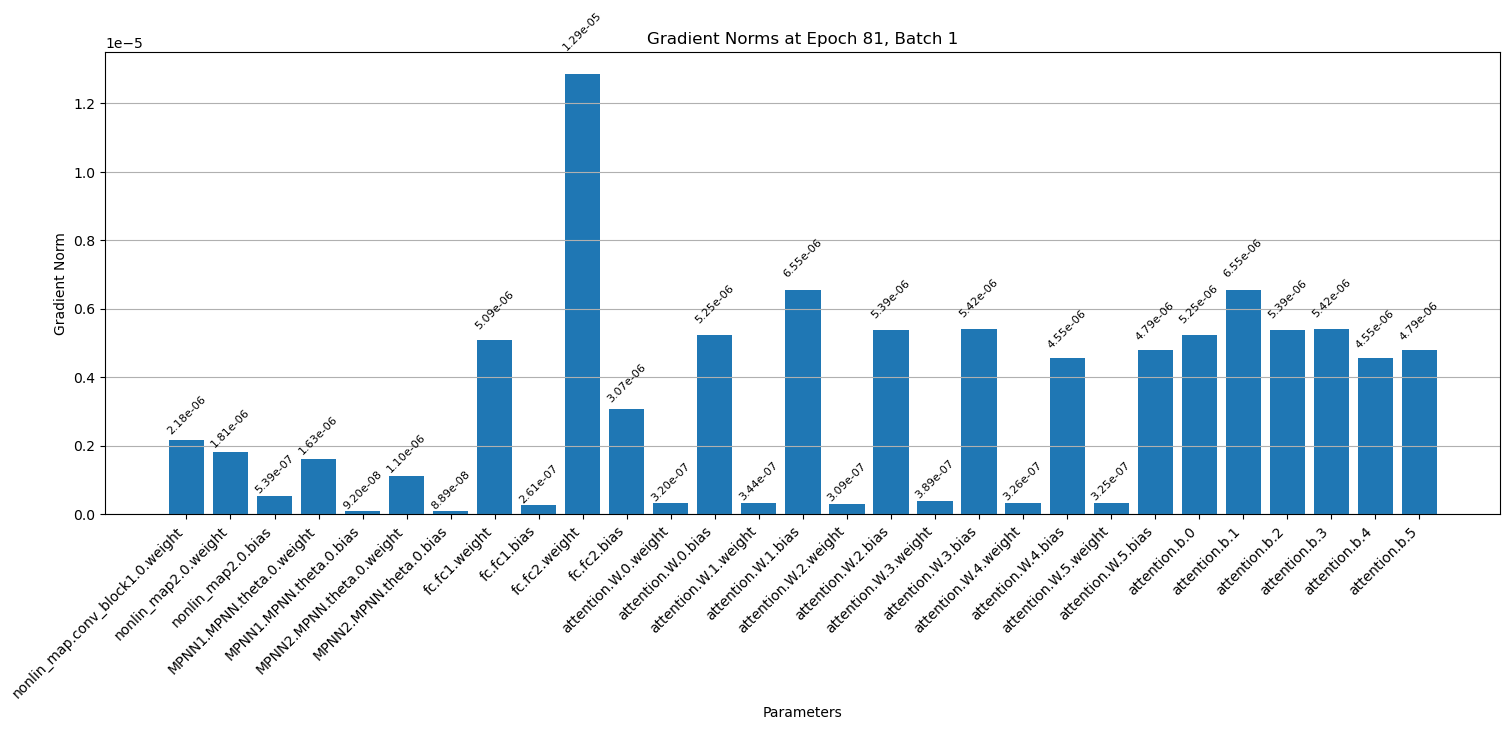 Gradient Norms at Epoch 81, Batch 1
1e−5
Gradient Norm
1.2
1.0
0.8
0.6
0.4
0.2
0.0
2.18e-06
1.81e-06
5.39e-07
1.63e-06
9.20e-08
1.10e-06
8.89e-08
5.09e-06
2.61e-07
1.29e-05
3.07e-06
3.20e-07
5.25e-06
3.44e-07
6.55e-06
3.09e-07
5.39e-06
3.89e-07
5.42e-06
3.26e-07
4.55e-06
3.25e-07
4.79e-06
5.25e-06
6.55e-06
5.39e-06
5.42e-06
4.55e-06
4.79e-06
nonlin_map.conv_block1.0.weight
nonlin_map2.0.weight
nonlin_map2.0.bias
MPNN1.MPNN.theta.0.weight
MPNN1.MPNN.theta.0.bias
MPNN2.MPNN.theta.0.weight
MPNN2.MPNN.theta.0.bias
fc.fc1.weight
fc.fc1.bias
fc.fc2.weight
fc.fc2.bias
attention.W.0.weight
attention.W.0.bias
attention.W.1.weight
attention.W.1.bias
attention.W.2.weight
attention.W.2.bias
attention.W.3.weight
attention.W.3.bias
attention.W.4.weight
attention.W.4.bias
attention.W.5.weight
attention.W.5.bias
attention.b.0
attention.b.1
attention.b.2
attention.b.3
attention.b.4
attention.b.5
Parameters